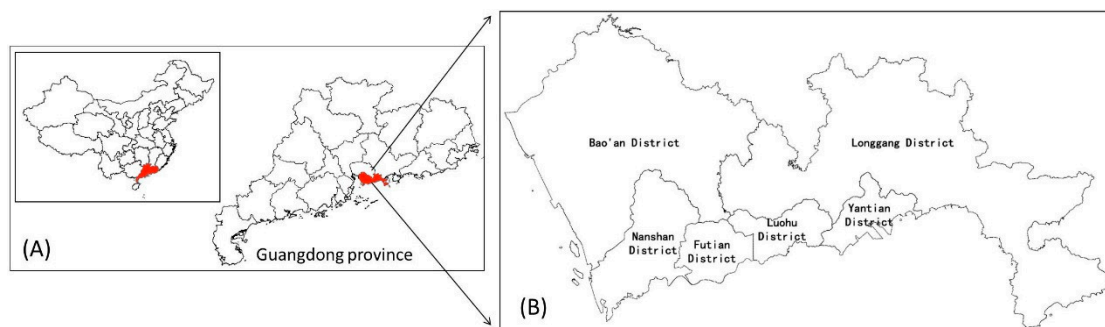 (A)
Guangdong province
Bao'an District
Longgang District
Yantian
District
Luohu
District
Nanshan
District
Futian
District
(B)